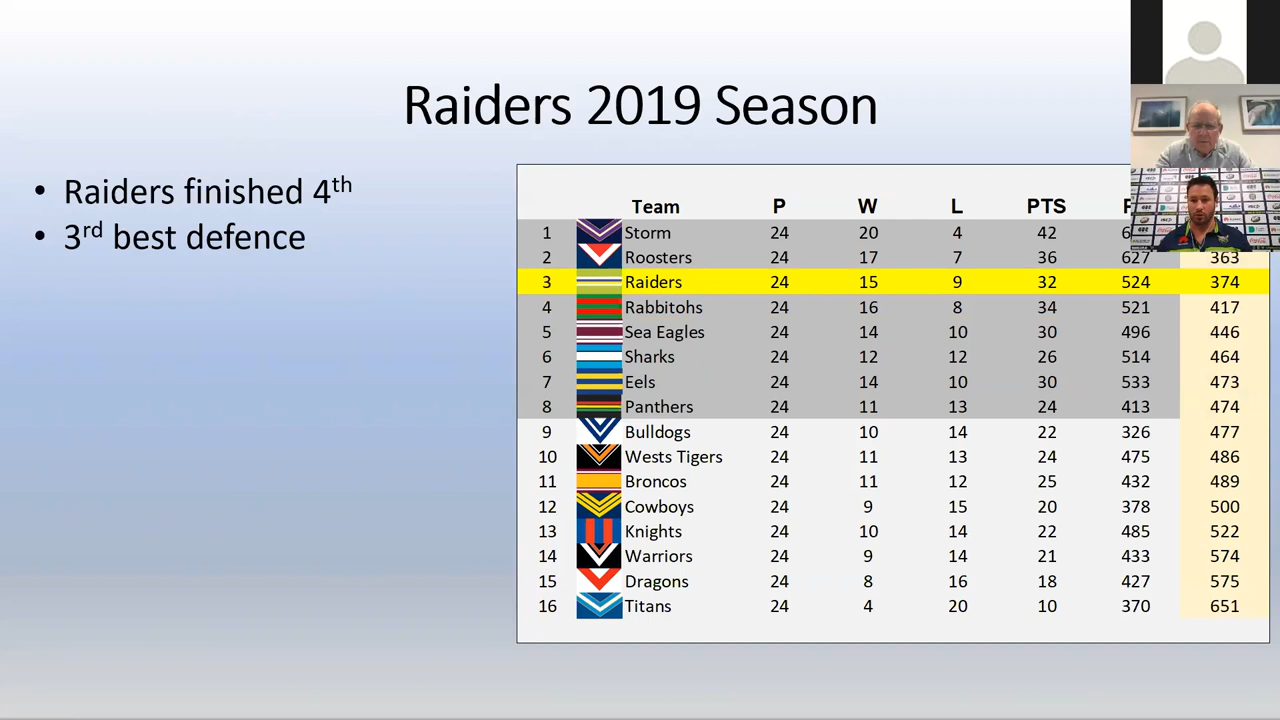 Raiders 2019 Season
• Raiders finished 4th
• 3rd best defence
Team P W L PTS
1 Storm 24 20 4 42
2 Roosters 24 17 7 36 627 363
3 Raiders 24 15 9 32 524 374
4 Rabbitohs 24 16 8 34 521 417
5 Sea Eagles 24 14 10 30 496 446
6 Sharks 24 12 12 26 514 464
7 Eels 24 14 10 30 533 473
8 Panthers 24 11 13 24 413 474
9 Bulldogs 24 10 14 22 326 477
10 Wests Tigers 24 11 13 24 475 486
11 Broncos 24 11 12 25 432 489
12 Cowboys 24 9 15 20 378 500
13 Knights 24 10 14 22 485 522
14 Warriors 24 9 14 21 433 574
15 Dragons 24 8 16 18 427 575
16 Titans 24 4 20 10 370 651